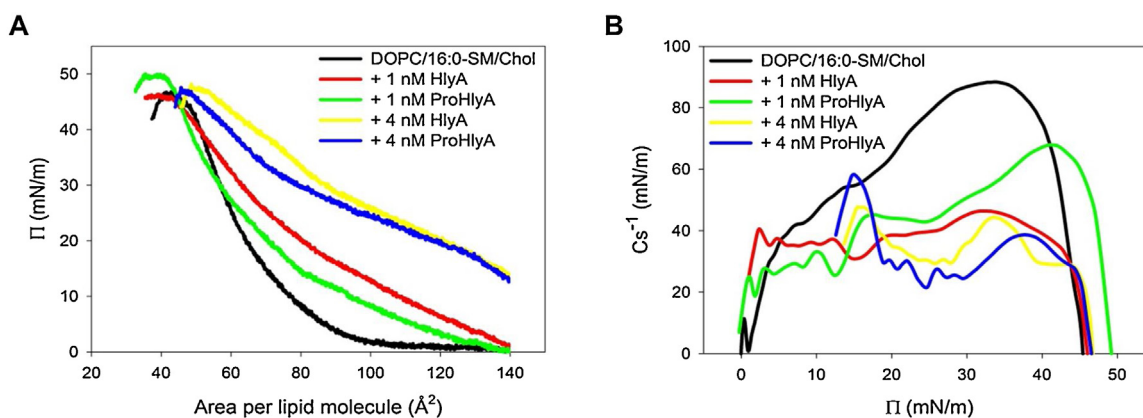 A
DOPC/16:0-SM/Chol
+ 1 nM HlyA
+ 1 nM ProHlyA
+ 4 nM HlyA
+ 4 nM ProHlyA
50
40
30
20
10
0
Π (mN/m)
20 40 60 80 100 120 140
Area per lipid molecule (Å²)
B
DOPC/16:0-SM/Chol
+ 1 nM HlyA
+ 1 nM ProHlyA
+ 4 nM HlyA
+ 4 nM ProHlyA
100
80
60
40
20
0
Cs⁻¹ (mN/m)
0 10 20 30 40 50
Π (mN/m)